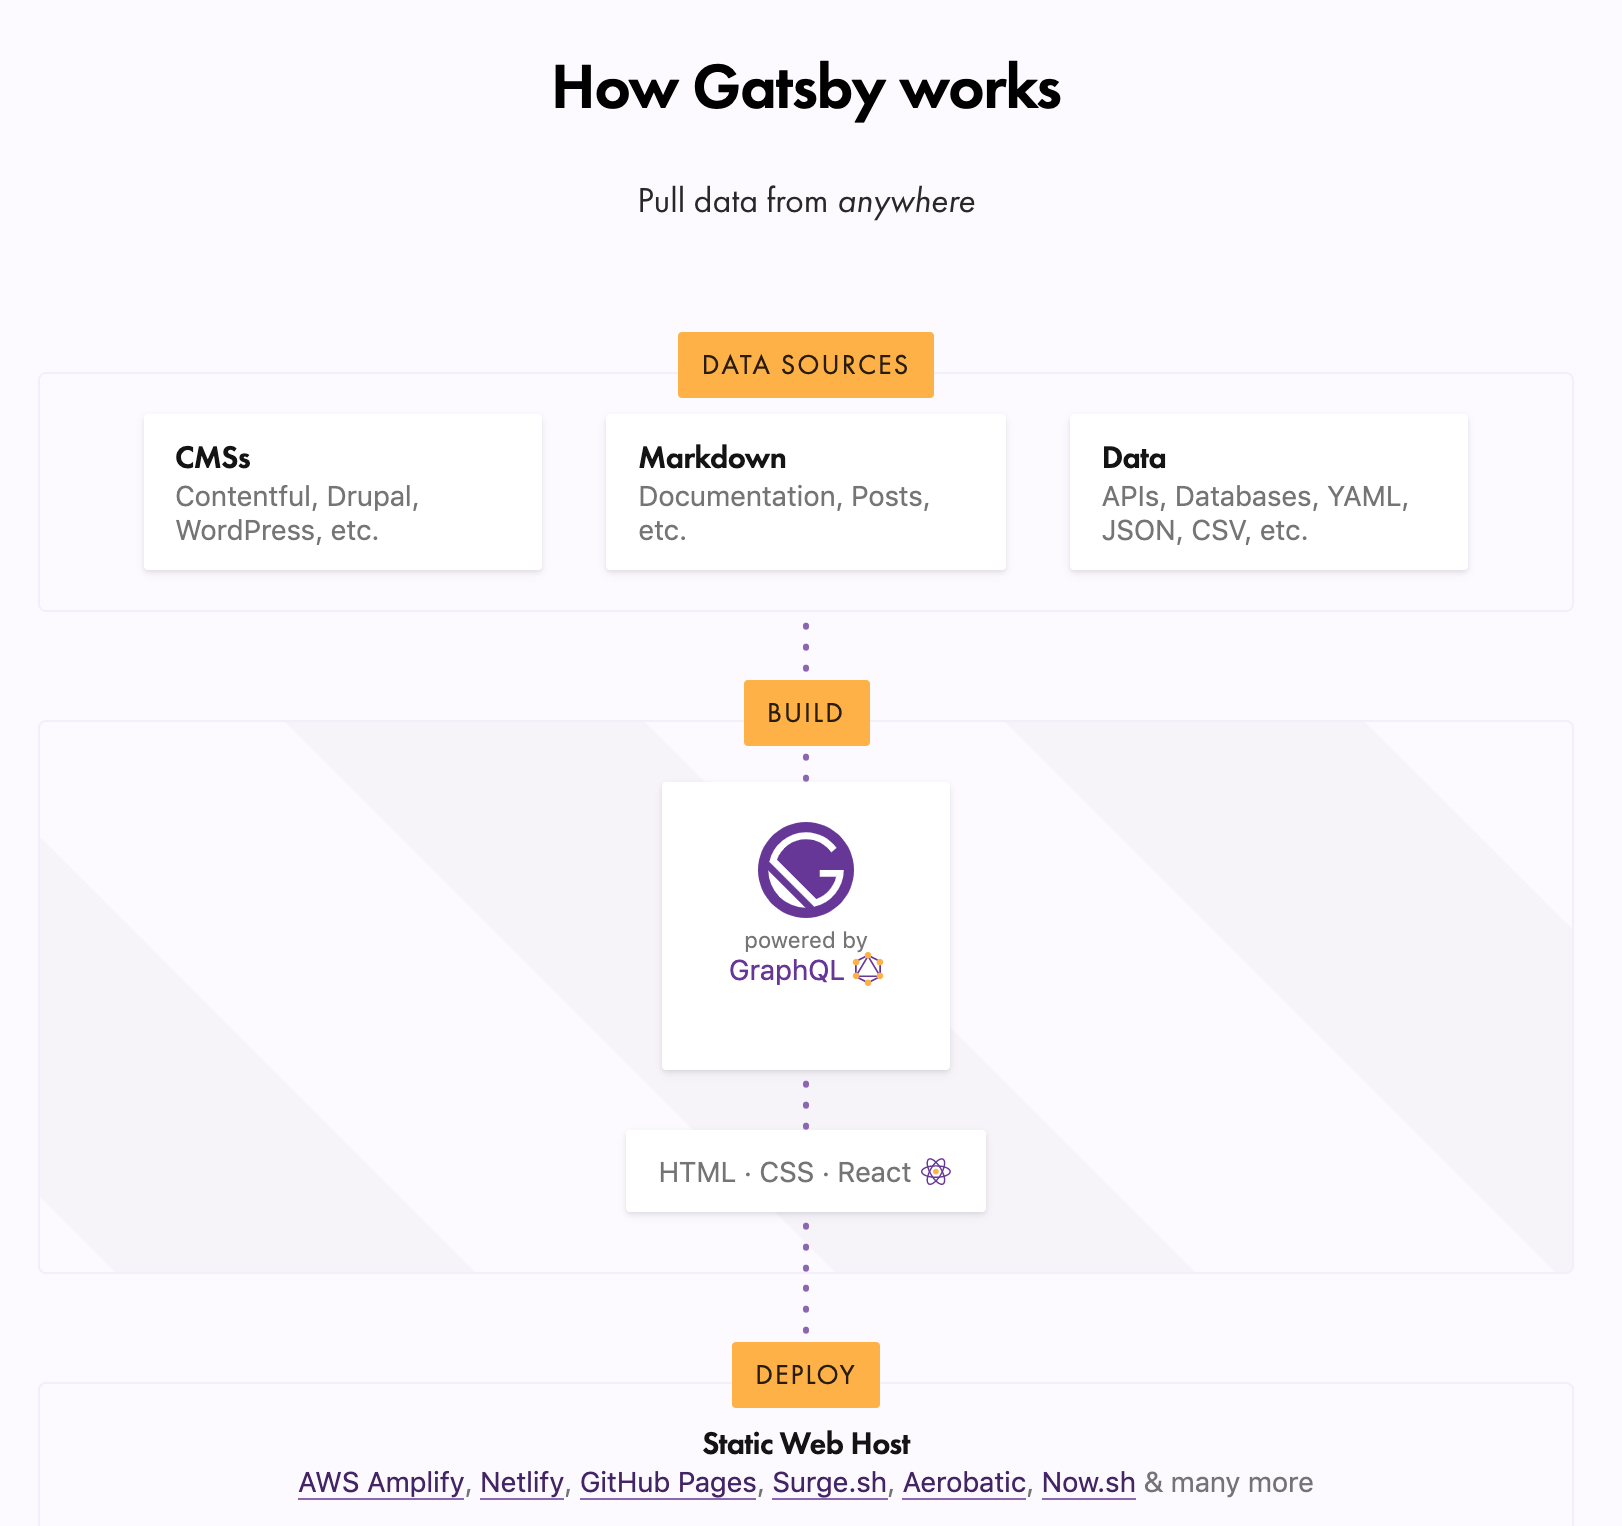 How Gatsby works
Pull data from anywhere
DATA SOURCES
CMSs
Contentful, Drupal,
WordPress, etc.
Markdown
Documentation, Posts,
etc.
Data
APIs, Databases, YAML,
JSON, CSV, etc.
BUILD
powered by
GraphQL
HTML · CSS · React
DEPLOY
Static Web Host
AWS Amplify, Netlify, GitHub Pages, Surge.sh, Aerobatic, Now.sh & many more